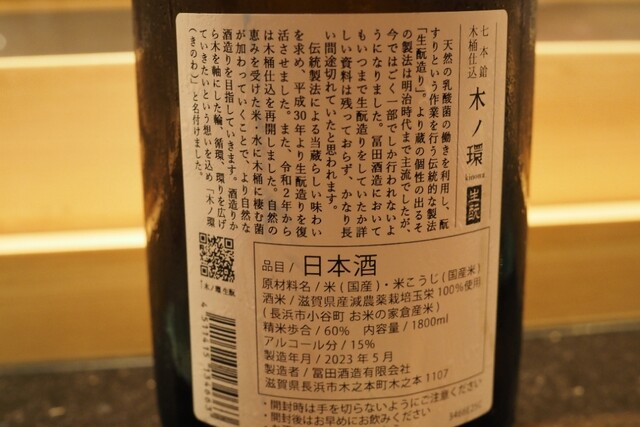 七本鎗
木桶仕込
木ノ環
kinowa
生酛
天然の乳酸菌の働きを利用し、酛
すりという作業を行う伝統的な製法
「生酛造り」。より蔵の個性の出るそ
の製法は明治時代まで主流でしたが、
今ではごく一部でしか行われないよ
うになりました。冨田酒造において
もいつまで生酛造りをしていたか詳
しい資料は残っておらず、かなり長
い間途切れていたと思われます。
伝統製法による当蔵らしい味わい
を求め、平成30年より生酛造りを復
活させました。また、令和2年から
は木桶仕込を再開しました。自然の
恵みを受けた米・水に木桶に棲む菌
が加わっていくことで、より自然な
酒造りを目指していきます。酒造りか
ら木を軸にした輪、循環、環りを広げ
ていきたいという想いを込め「木ノ環
（きのわ）」と名付けました。
木ノ環 生酛
品目 / 日本酒
原材料名 / 米 (国産)・米こうじ (国産米)
酒米 / 滋賀県産減農薬栽培玉栄 100%使用
(長浜市小谷町 お米の家倉産米)
精米歩合 / 60% 内容量 / 1800ml
アルコール分 / 15%
製造年月 / 2023 年 5 月
製造者 / 冨田酒造有限会社
滋賀県長浜市木之本町木之本 1107
・開封時は手を切らないようにご注意ください
・開封後はお早めにお飲みください